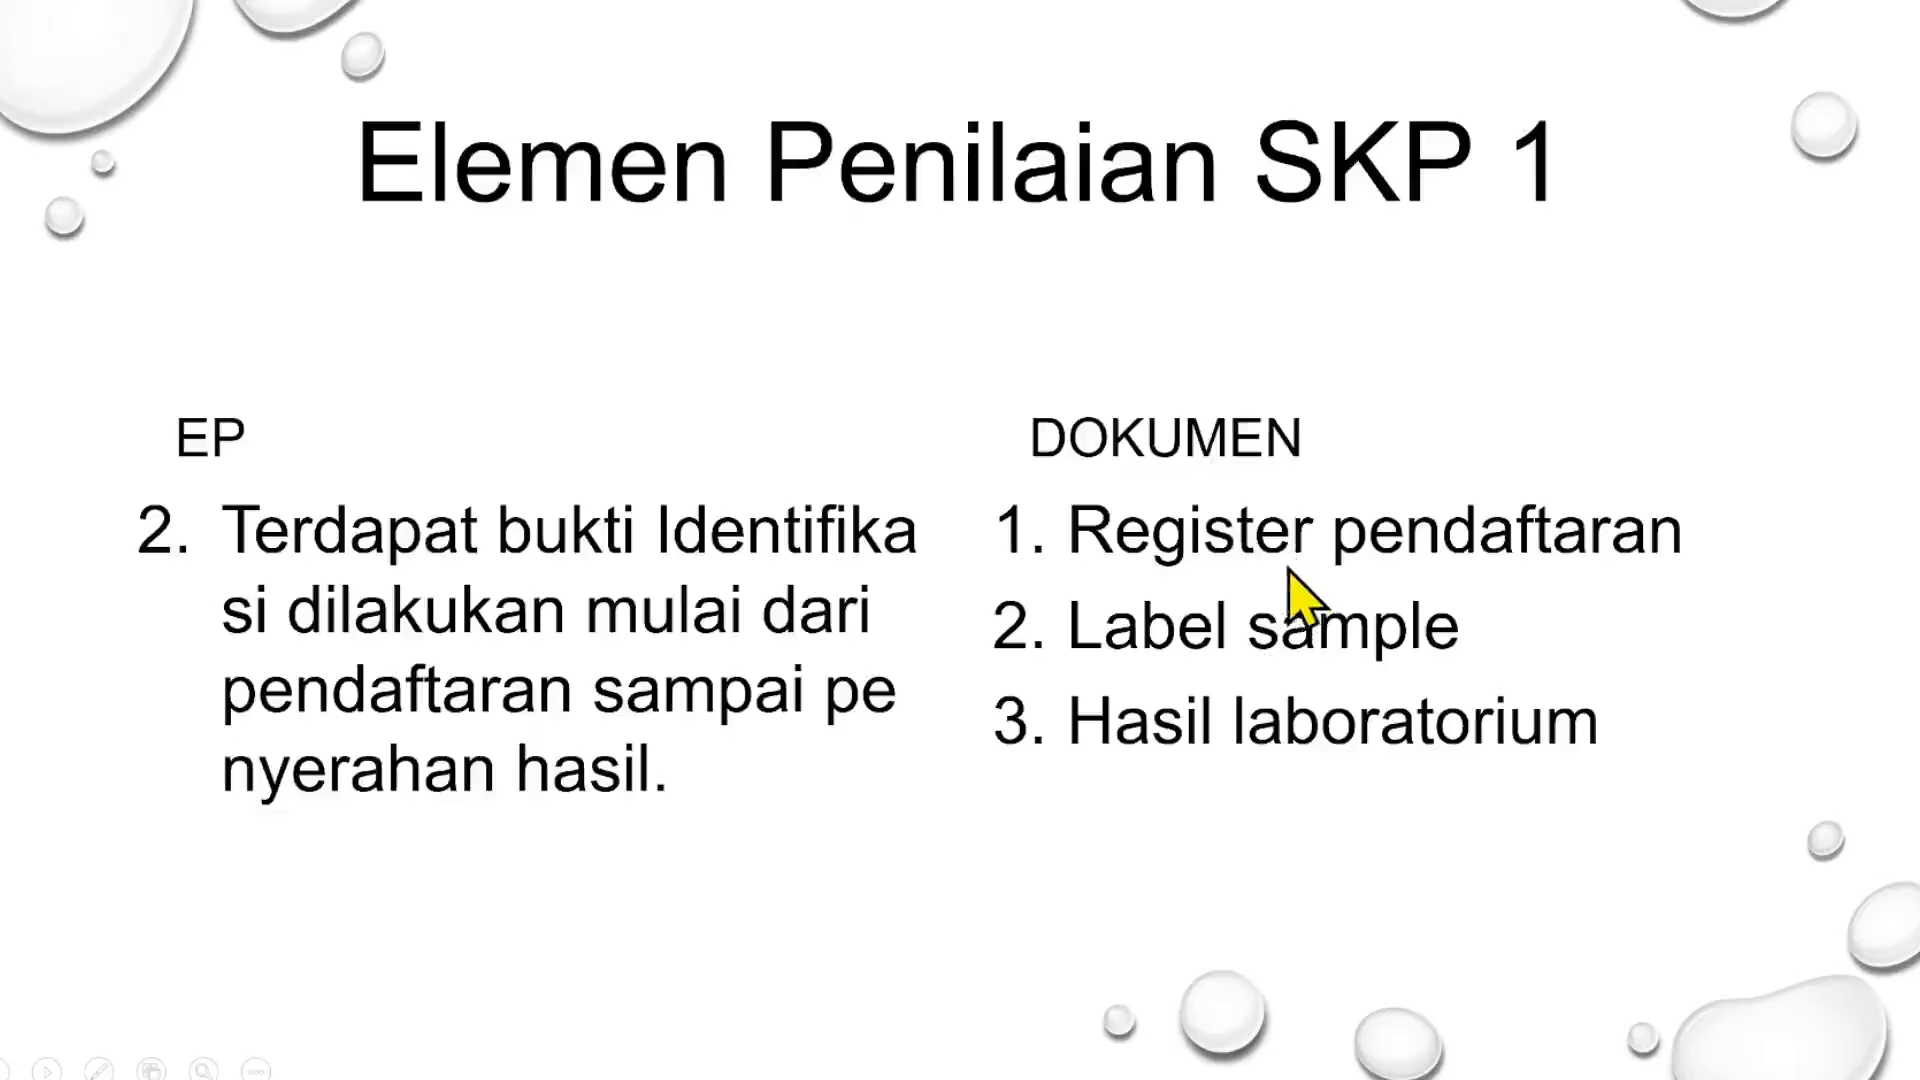 Elemen Penilaian SKP 1
EP
2. Terdapat bukti Identifika
si dilakukan mulai dari
pendaftaran sampai pe
nyerahan hasil.
DOKUMEN
1. Register pendaftaran
2. Label sample
3. Hasil laboratorium